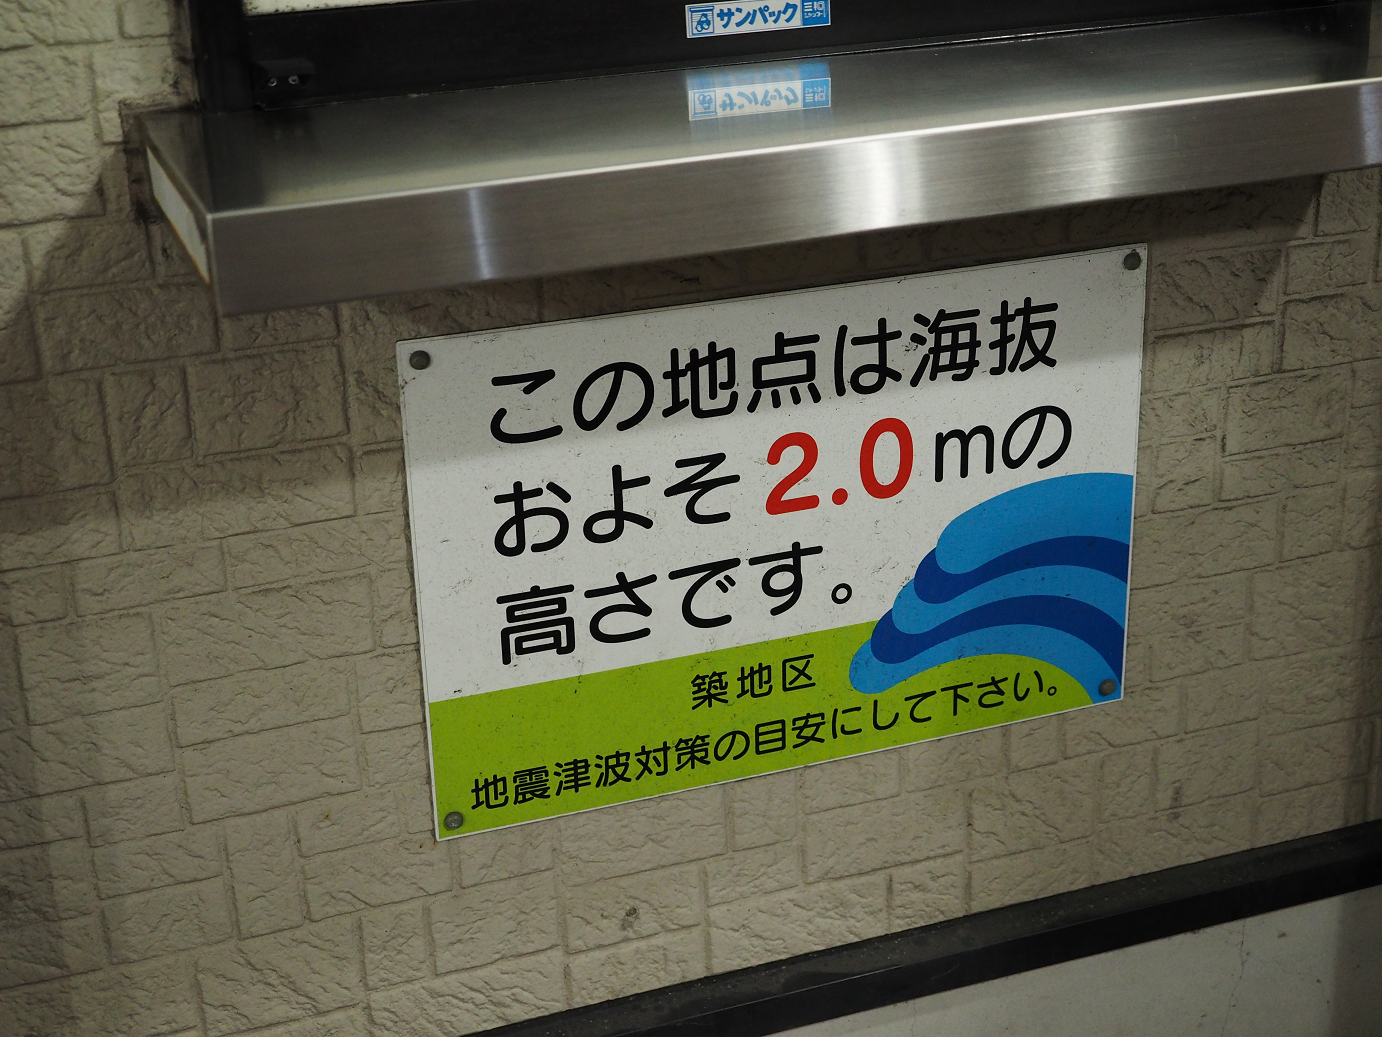 サンパック
この地点は海抜
およそ2.0mの
高さです。
築地区
地震津波対策の目安にして下さい。